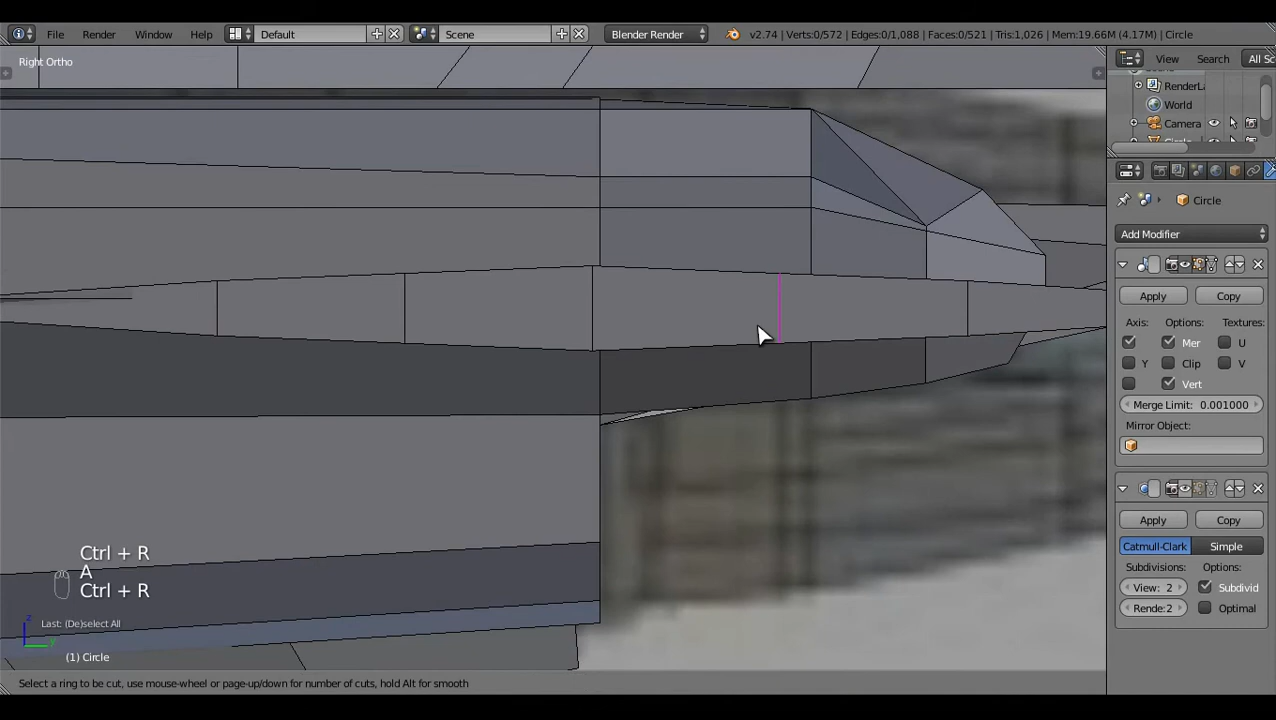 File Render Window Help Default Scene Blender Render v2.74 | Verts:0/572 | Edges:0/1,088 | Faces:0/521 | Tris:1,026 | Mem:19.66M (4.17M) | Circle
Right Ortho
View Search All Sc
RenderLa
World
Camera
Circle
Add Modifier
Apply Copy
Axis: Options: Textures:
Mer U
Y Clip V
Vert
Merge Limit: 0.001000
Mirror Object:
Apply Copy
Catmull-Clark Simple
Subdivisions: Options:
View: 2 Subdivid
Rende:2 Optimal
Ctrl + R
A
Ctrl + R
Last: (De)select All
z
y
(1) Circle
Select a ring to be cut, use mouse-wheel or page-up/down for number of cuts, hold Alt for smooth